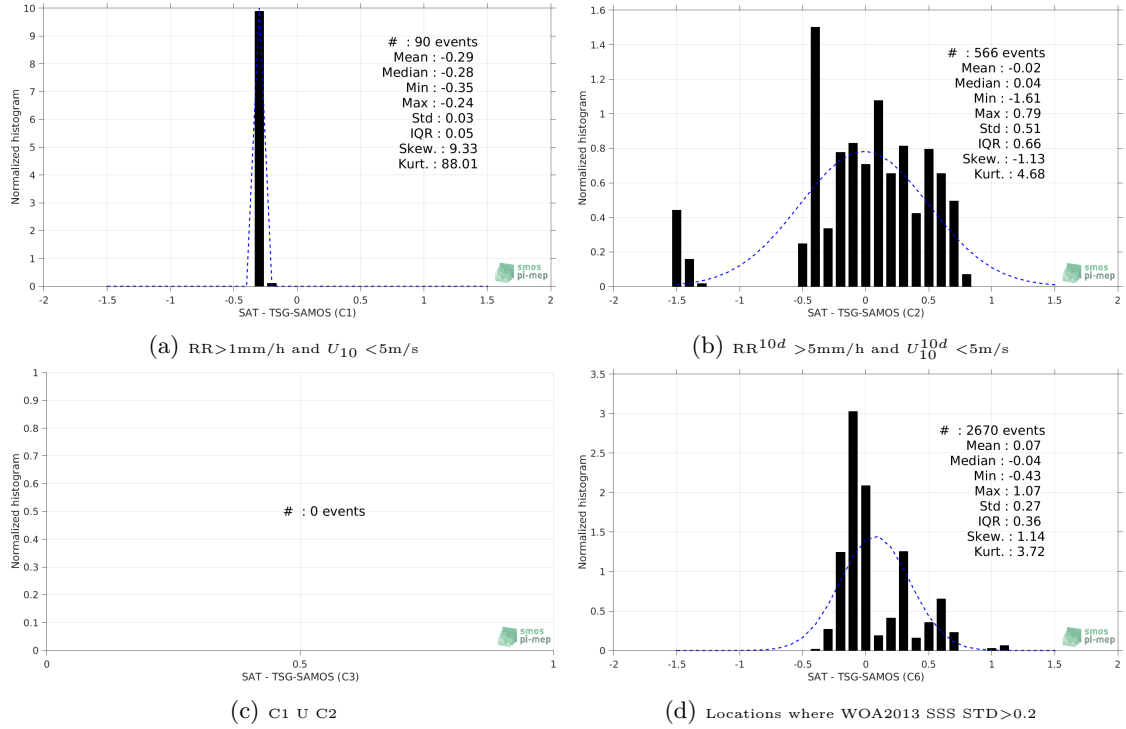 10
9
8
7
6
5
4
3
2
1
0
Normalized histogram
# : 90 events
Mean : -0.29
Median : -0.28
Min : -0.35
Max : -0.24
Std : 0.03
IQR : 0.05
Skew. : 9.33
Kurt. : 88.01
smos
pi-mep
-2 -1.5 -1 -0.5 0 0.5 1 1.5 2
SAT - TSG-SAMOS (C1)
(a) RR>1mm/h and U10 <5m/s
1.6
1.4
1.2
1
0.8
0.6
0.4
0.2
0
Normalized histogram
# : 566 events
Mean : -0.02
Median : 0.04
Min : -1.61
Max : 0.79
Std : 0.51
IQR : 0.66
Skew. : -1.13
Kurt. : 4.68
smos
pi-mep
-2 -1.5 -1 -0.5 0 0.5 1 1.5 2
SAT - TSG-SAMOS (C2)
(b) RR^10d >5mm/h and U_10^10d <5m/s
1
0.9
0.8
0.7
0.6
0.5
0.4
0.3
0.2
0.1
0
Normalized histogram
# : 0 events
smos
pi-mep
0 0.5 1
SAT - TSG-SAMOS (C3)
(c) C1 U C2
3.5
3
2.5
2
1.5
1
0.5
0
Normalized histogram
# : 2670 events
Mean : 0.07
Median : -0.04
Min : -0.43
Max : 1.07
Std : 0.27
IQR : 0.36
Skew. : 1.14
Kurt. : 3.72
smos
pi-mep
-2 -1.5 -1 -0.5 0 0.5 1 1.5 2
SAT - TSG-SAMOS (C6)
(d) Locations where WOA2013 SSS STD>0.2